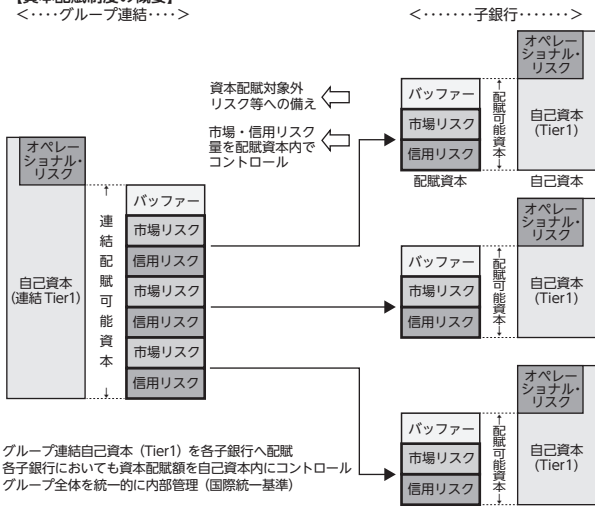 【資本配賦制度の概要】
＜‥‥グループ連結‥‥＞
＜‥‥‥子銀行‥‥‥＞
オペレー
ショナル・
リスク
自己資本
(連結 Tier1)
↑連結配賦可能資本↓
バッファー
市場リスク
信用リスク
市場リスク
信用リスク
市場リスク
信用リスク
資本配賦対象外
リスク等への備え
市場・信用リスク
量を配賦資本内で
コントロール
バッファー
市場リスク
信用リスク
配賦資本
↑配賦可能資本↓
オペレー
ショナル・
リスク
自己資本
(Tier1)
自己資本
バッファー
市場リスク
信用リスク
↑配賦可能資本↓
オペレー
ショナル・
リスク
自己資本
(Tier1)
バッファー
市場リスク
信用リスク
↑配賦可能資本↓
オペレー
ショナル・
リスク
自己資本
(Tier1)
グループ連結自己資本（Tier1）を各子銀行へ配賦
各子銀行においても資本配賦額を自己資本内にコントロール
グループ全体を統一的に内部管理（国際統一基準）